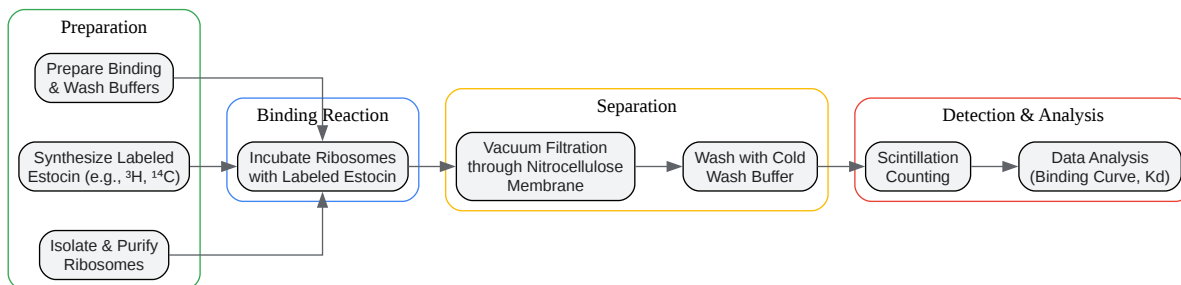 Preparation
Prepare Binding
& Wash Buffers
Synthesize Labeled
Estocin (e.g., ³H, ¹⁴C)
Isolate & Purify
Ribosomes
Binding Reaction
Incubate Ribosomes
with Labeled Estocin
Separation
Vacuum Filtration
through Nitrocellulose
Membrane
Wash with Cold
Wash Buffer
Detection & Analysis
Scintillation
Counting
Data Analysis
(Binding Curve, Kd)